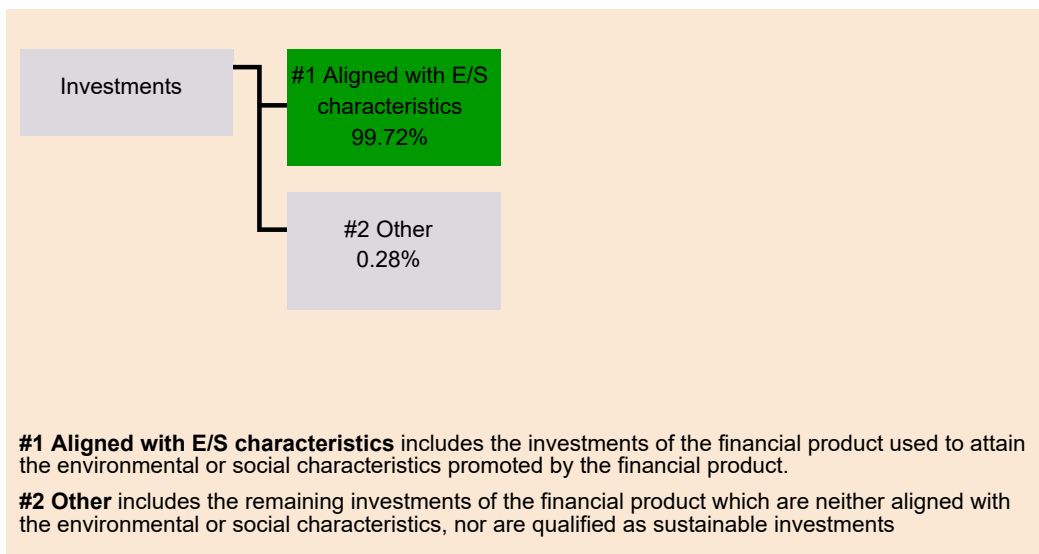 Investments
#1 Aligned with E/S
characteristics
99.72%
#2 Other
0.28%
#1 Aligned with E/S characteristics includes the investments of the financial product used to attain
the environmental or social characteristics promoted by the financial product.
#2 Other includes the remaining investments of the financial product which are neither aligned with
the environmental or social characteristics, nor are qualified as sustainable investments